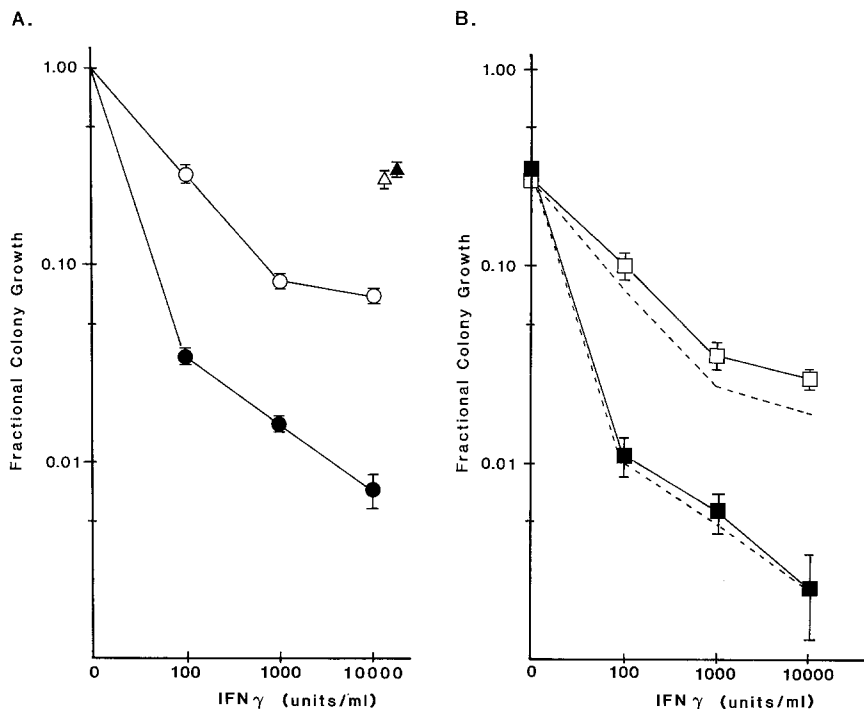 A.
Fractional Colony Growth
1.00
0.10
0.01
0
100
1000
10000
IFN γ (units/ml)
B.
Fractional Colony Growth
1.00
0.10
0.01
0
100
1000
10000
IFN γ (units/ml)